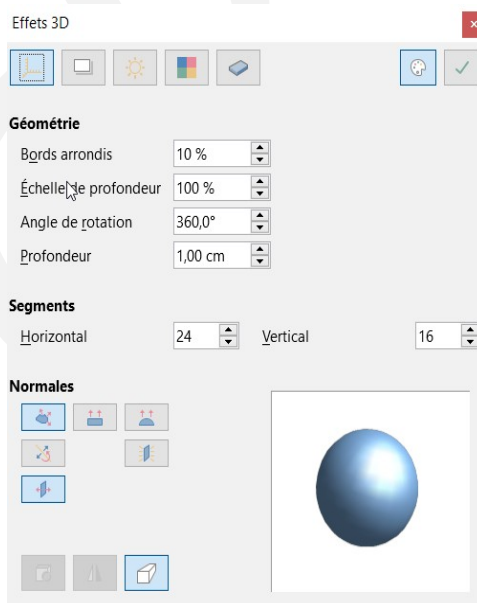 Effets 3D
Géométrie
Bords arrondis 10 %
Échelle de profondeur 100 %
Angle de rotation 360,0°
Profondeur 1,00 cm
Segments
Horizontal 24 Vertical 16
Normales